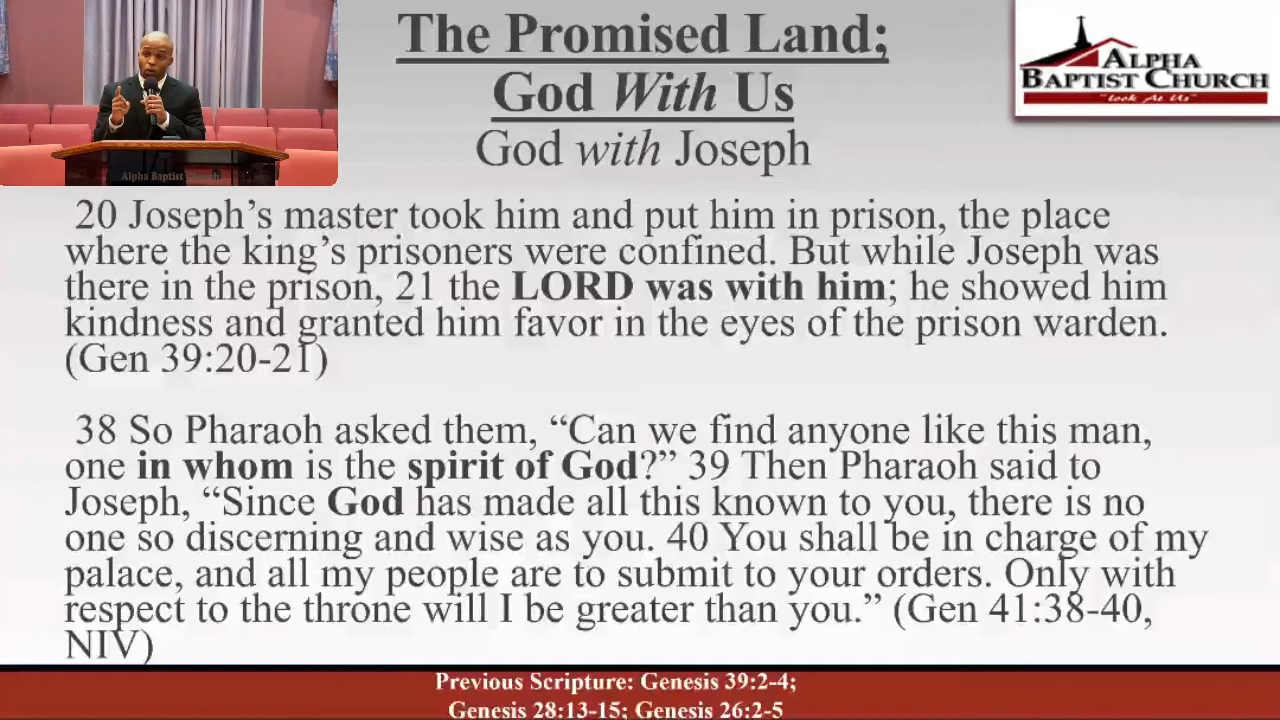 The Promised Land;
God With Us
God with Joseph
ALPHA
BAPTIST CHURCH
"Look At Us"
Alpha Baptist Church
20 Joseph’s master took him and put him in prison, the place
where the king’s prisoners were confined. But while Joseph was
there in the prison, 21 the LORD was with him; he showed him
kindness and granted him favor in the eyes of the prison warden.
(Gen 39:20-21)
38 So Pharaoh asked them, “Can we find anyone like this man,
one in whom is the spirit of God?” 39 Then Pharaoh said to
Joseph, “Since God has made all this known to you, there is no
one so discerning and wise as you. 40 You shall be in charge of my
palace, and all my people are to submit to your orders. Only with
respect to the throne will I be greater than you.” (Gen 41:38-40,
NIV)
Previous Scripture: Genesis 39:2-4;
Genesis 28:13-15; Genesis 26:2-5